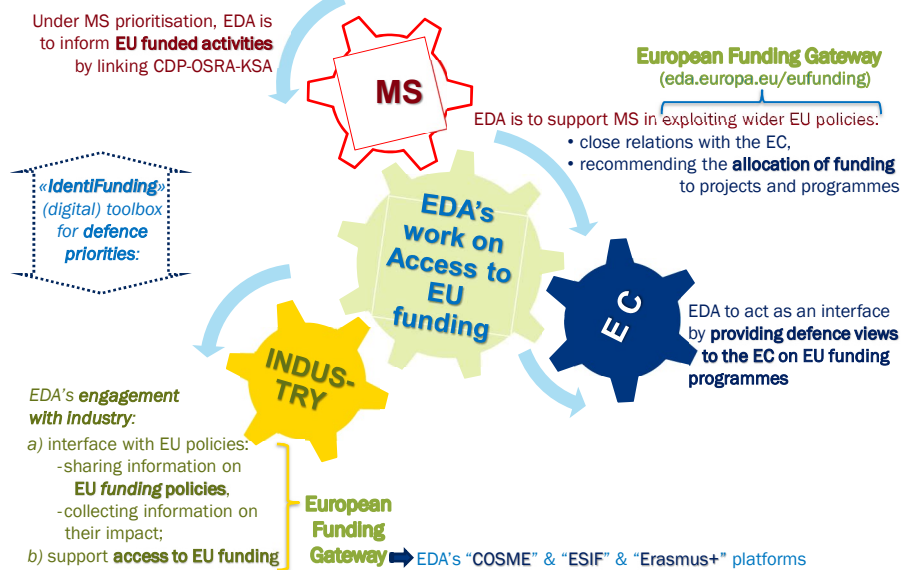 Under MS prioritisation, EDA is
to inform EU funded activities
by linking CDP-OSRA-KSA
MS
European Funding Gateway
(eda.europa.eu/eufunding)
EDA is to support MS in exploiting wider EU policies:
• close relations with the EC,
• recommending the allocation of funding
to projects and programmes
«IdentiFunding»
(digital) toolbox
for defence
priorities:
EDA's
work on
Access to
EU
funding
EC
EDA to act as an interface
by providing defence views
to the EC on EU funding
programmes
INDUS-
TRY
EDA's engagement
with industry:
a) interface with EU policies:
-sharing information on
EU funding policies,
-collecting information on
their impact;
b) support access to EU funding
European
Funding
Gateway
EDA's "COSME" & "ESIF" & "Erasmus+" platforms